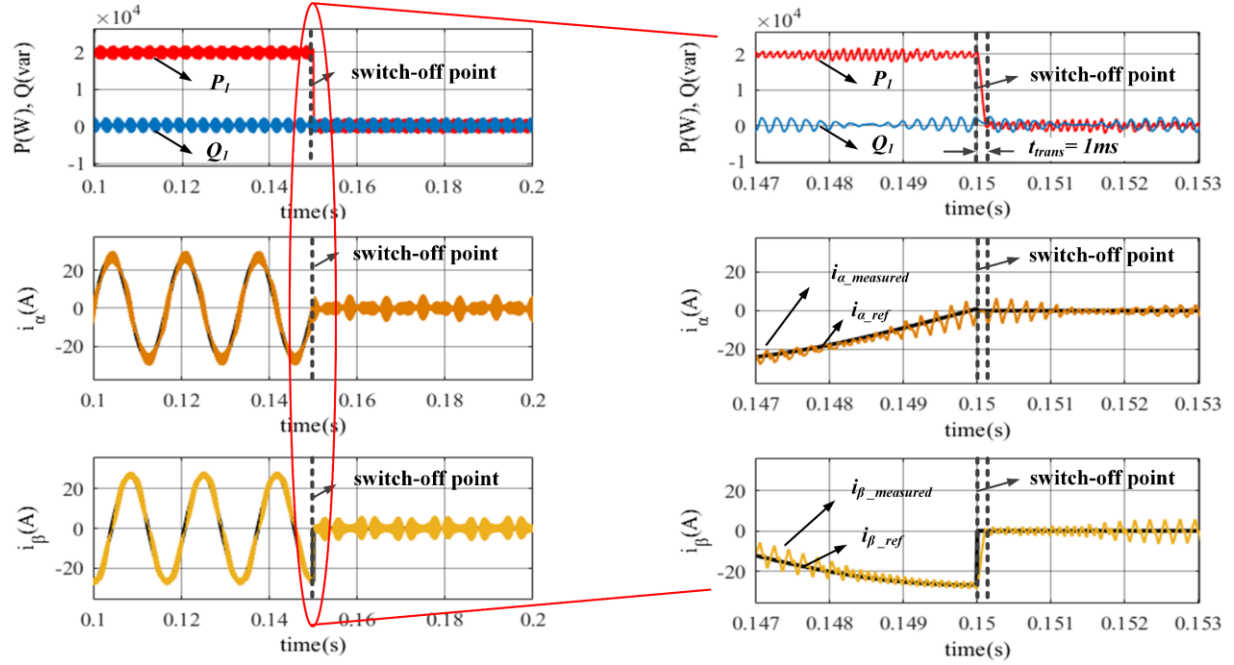 ×10⁴
P(W), Q(var)
2
1
0
-1
P₁
Q₁
switch-off point
0.1 0.12 0.14 0.16 0.18 0.2
time(s)
iα(A)
20
0
-20
switch-off point
0.1 0.12 0.14 0.16 0.18 0.2
time(s)
iβ(A)
20
0
-20
switch-off point
0.1 0.12 0.14 0.16 0.18 0.2
time(s)
×10⁴
P(W), Q(var)
2
1
0
-1
P₁
Q₁
switch-off point
t_trans= 1ms
0.147 0.148 0.149 0.15 0.151 0.152 0.153
time(s)
iα(A)
20
0
-20
iα_measured
iα_ref
switch-off point
0.147 0.148 0.149 0.15 0.151 0.152 0.153
time(s)
iβ(A)
20
0
-20
iβ_measured
iβ_ref
switch-off point
0.147 0.148 0.149 0.15 0.151 0.152 0.153
time(s)